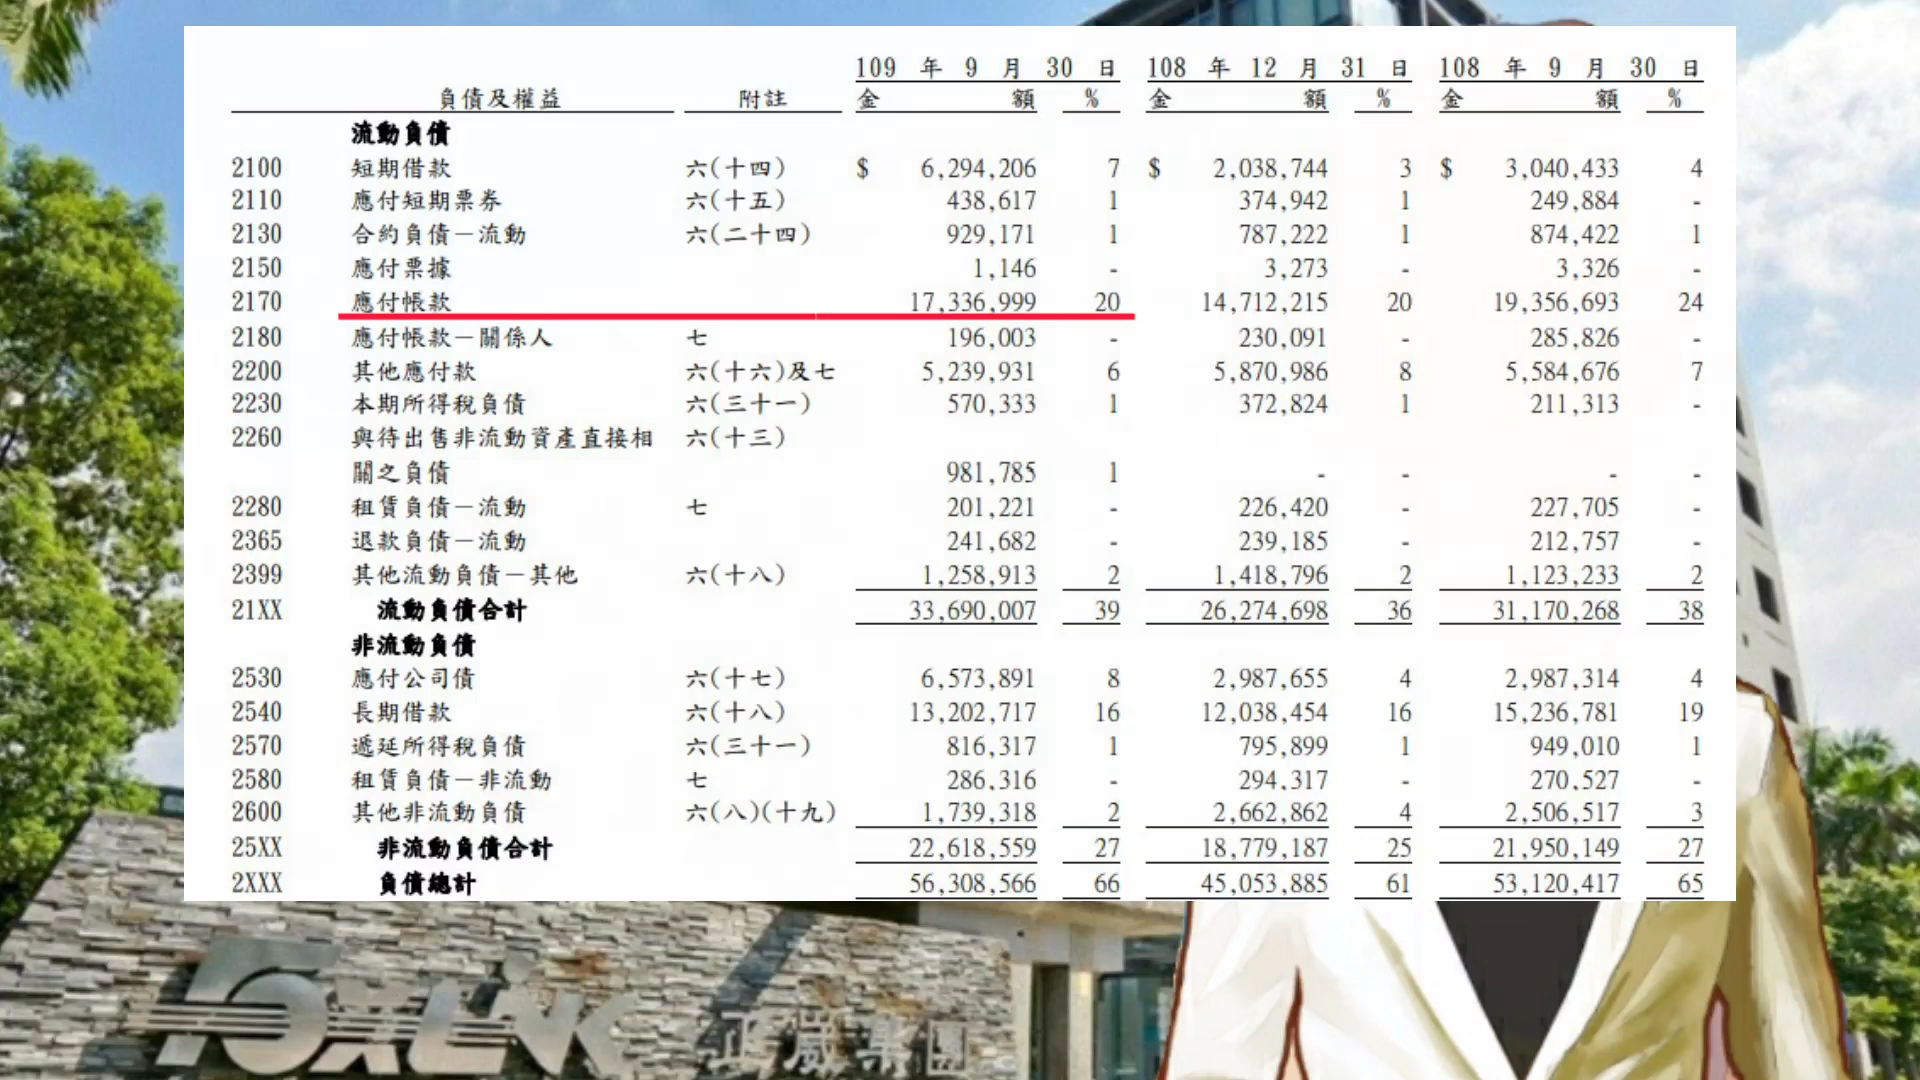 109 年 9 月 30 日 108 年 12 月 31 日 108 年 9 月 30 日
負債及權益 附註 金 額 % 金 額 % 金 額 %
流動負債
2100 短期借款 六(十四) $ 6,294,206 7 $ 2,038,744 3 $ 3,040,433 4
2110 應付短期票券 六(十五) 438,617 1 374,942 1 249,884 -
2130 合約負債－流動 六(二十四) 929,171 1 787,222 1 874,422 1
2150 應付票據 1,146 - 3,273 - 3,326 -
2170 應付帳款 17,336,999 20 14,712,215 20 19,356,693 24
2180 應付帳款－關係人 七 196,003 - 230,091 - 285,826 -
2200 其他應付款 六(十六)及七 5,239,931 6 5,870,986 8 5,584,676 7
2230 本期所得稅負債 六(三十一) 570,333 1 372,824 1 211,313 -
2260 與待出售非流動資產直接相 六(十三)
關之負債 981,785 1 - - - -
2280 租賃負債－流動 七 201,221 - 226,420 - 227,705 -
2365 退款負債－流動 241,682 - 239,185 - 212,757 -
2399 其他流動負債－其他 六(十八) 1,258,913 2 1,418,796 2 1,123,233 2
21XX 流動負債合計 33,690,007 39 26,274,698 36 31,170,268 38
非流動負債
2530 應付公司債 六(十七) 6,573,891 8 2,987,655 4 2,987,314 4
2540 長期借款 六(十八) 13,202,717 16 12,038,454 16 15,236,781 19
2570 遞延所得稅負債 六(三十一) 816,317 1 795,899 1 949,010 1
2580 租賃負債－非流動 七 286,316 - 294,317 - 270,527 -
2600 其他非流動負債 六(八)(十九) 1,739,318 2 2,662,862 4 2,506,517 3
25XX 非流動負債合計 22,618,559 27 18,779,187 25 21,950,149 27
2XXX 負債總計 56,308,566 66 45,053,885 61 53,120,417 65
FOXLINK 正崴集團